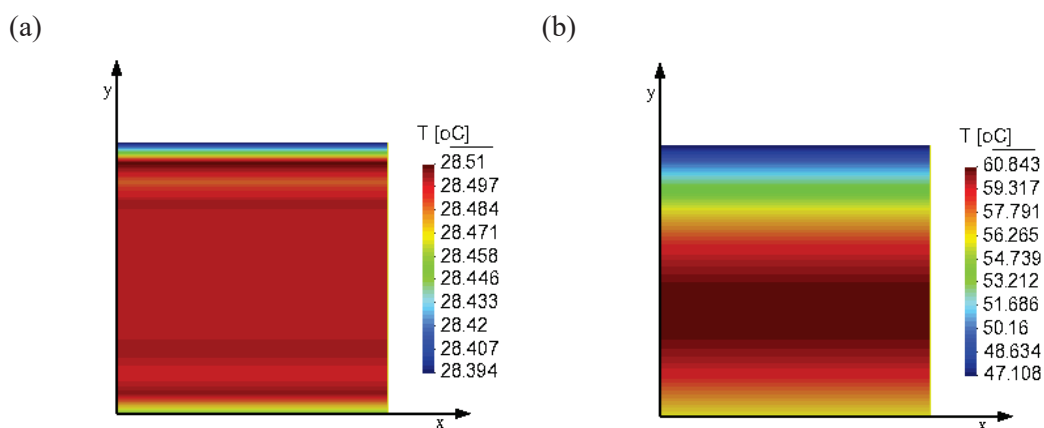 (a)
y
T [oC]
28.51
28.497
28.484
28.471
28.458
28.446
28.433
28.42
28.407
28.394
x
(b)
y
T [oC]
60.843
59.317
57.791
56.265
54.739
53.212
51.686
50.16
48.634
47.108
x